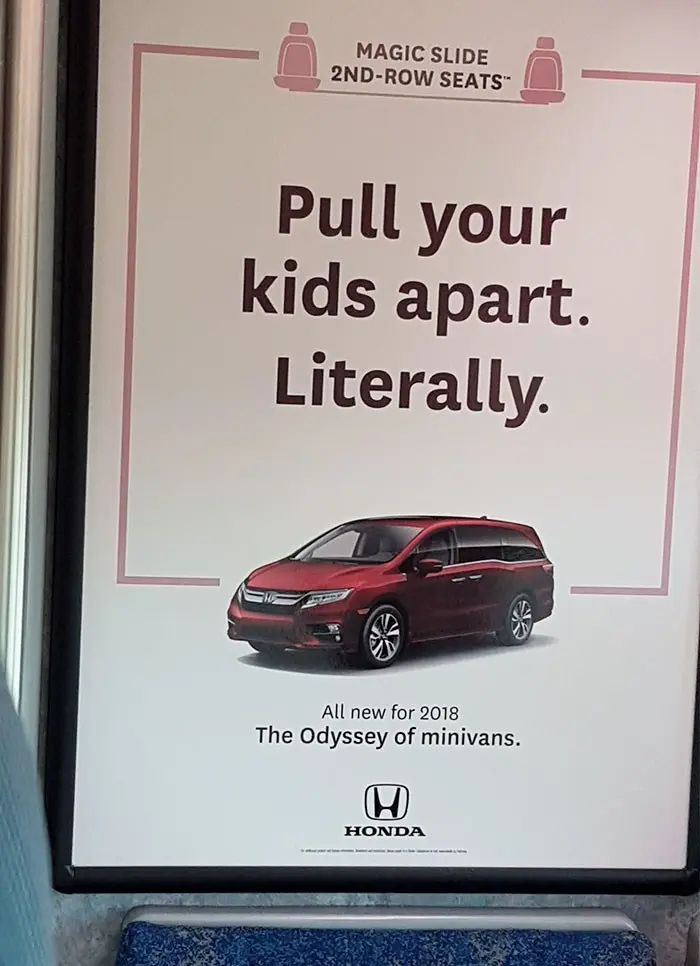 MAGIC SLIDE
2ND-ROW SEATS™
Pull your
kids apart.
Literally.
All new for 2018
The Odyssey of minivans.
HONDA